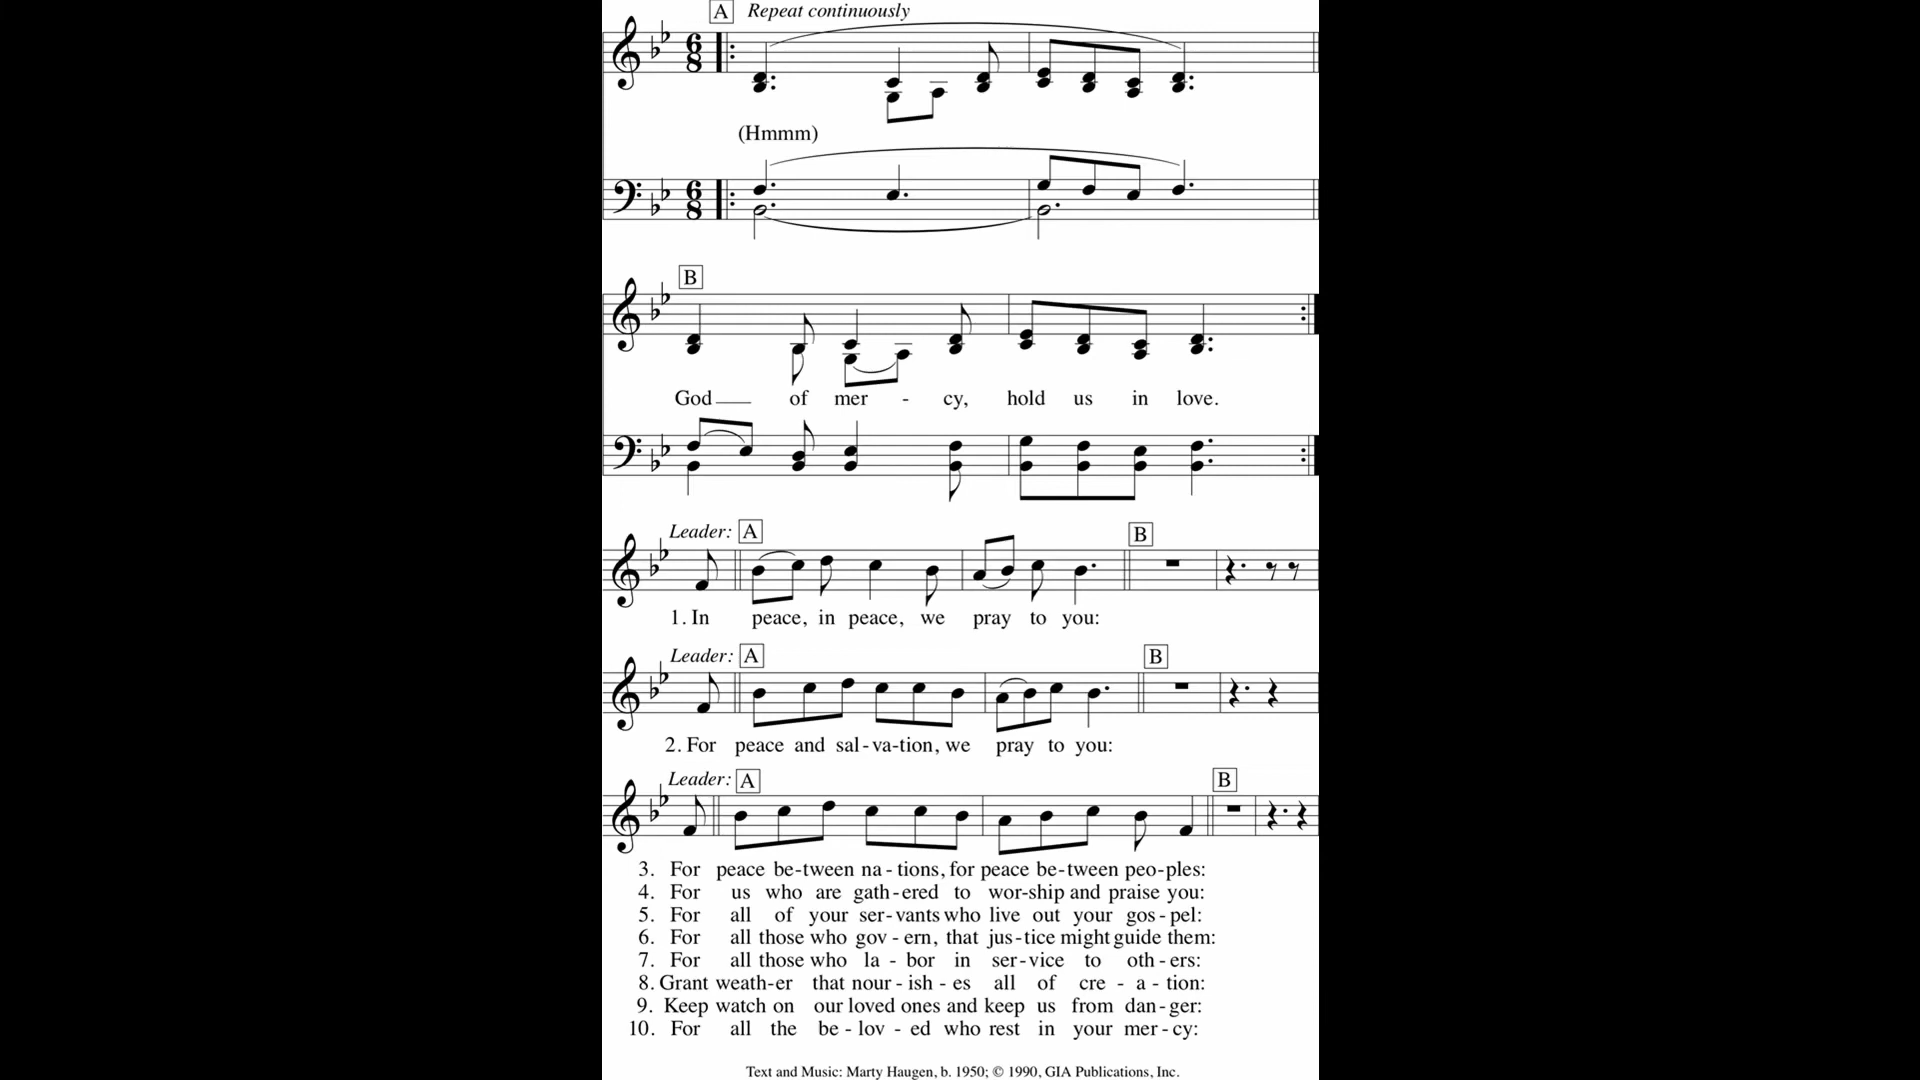 A Repeat continuously
(Hmmm)
B
God of mer - cy, hold us in love.
Leader: A B
1. In peace, in peace, we pray to you:
Leader: A B
2. For peace and sal - va - tion, we pray to you:
Leader: A B
3. For peace be - tween na - tions, for peace be - tween peo - ples:
4. For us who are gath - ered to wor - ship and praise you:
5. For all of your ser - vants who live out your gos - pel:
6. For all those who gov - ern, that jus - tice might guide them:
7. For all those who la - bor in ser - vice to oth - ers:
8. Grant weath - er that nour - ish - es all of cre - a - tion:
9. Keep watch on our loved ones and keep us from dan - ger:
10. For all the be - lov - ed who rest in your mer - cy:
Text and Music: Marty Haugen, b. 1950; © 1990, GIA Publications, Inc.